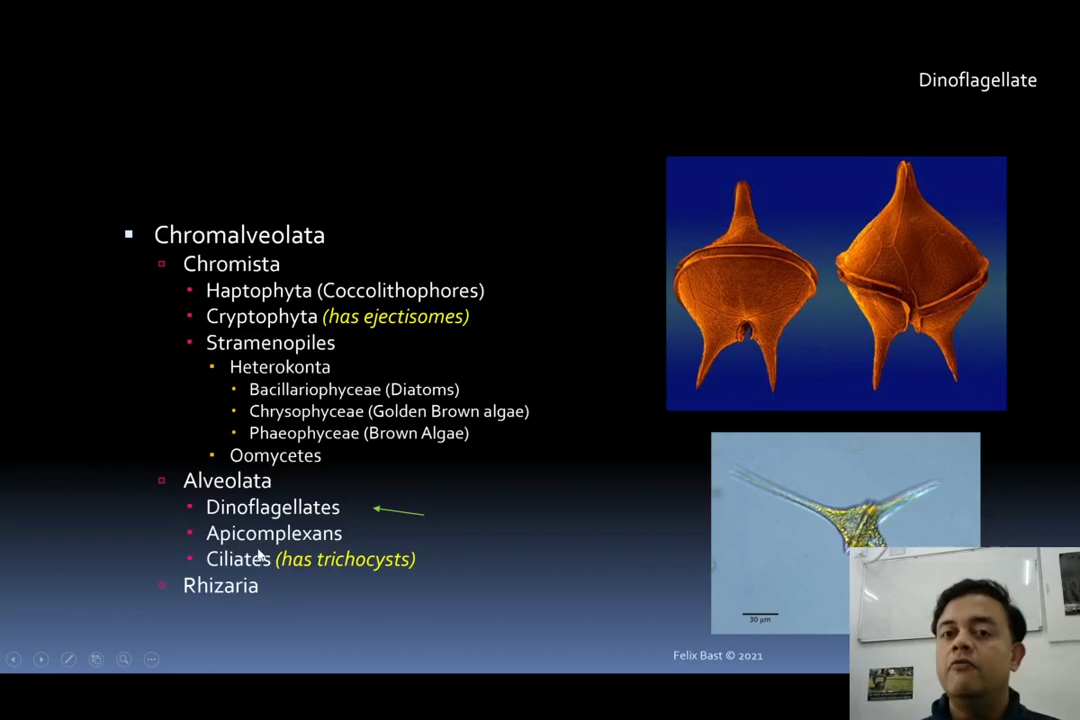 Dinoflagellate
Chromalveolata
Chromista
Haptophyta (Coccolithophores)
Cryptophyta (has ejectisomes)
Stramenopiles
Heterokonta
Bacillariophyceae (Diatoms)
Chrysophyceae (Golden Brown algae)
Phaeophyceae (Brown Algae)
Oomycetes
Alveolata
Dinoflagellates
Apicomplexans
Ciliates (has trichocysts)
Rhizaria
30 µm
Felix Bast © 2021